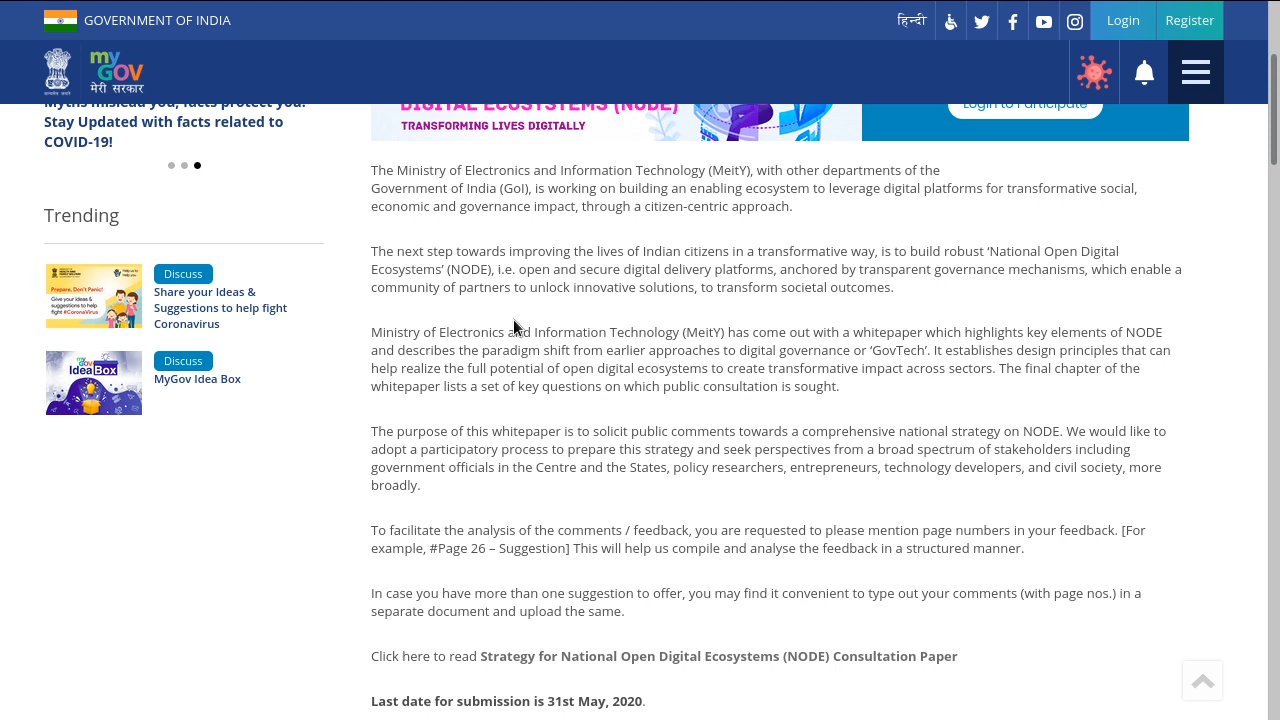 GOVERNMENT OF INDIA
हिन्दी
Login
Register
my
GOV
मेरी सरकार
Myths mislead you, facts protect you!
Stay Updated with facts related to
COVID-19!
DIGITAL ECOSYSTEMS (NODE)
TRANSFORMING LIVES DIGITALLY
Login to Participate
Trending
Prepare, Don't Panic!
Give your ideas &
suggestions to help
fight
#CoronaVirus
Discuss
Share your Ideas &
Suggestions to help fight
Coronavirus
my
GOV
Idea Box
Discuss
MyGov Idea Box
The Ministry of Electronics and Information Technology (MeitY), with other departments of the
Government of India (GoI), is working on building an enabling ecosystem to leverage digital platforms for transformative social,
economic and governance impact, through a citizen-centric approach.
The next step towards improving the lives of Indian citizens in a transformative way, is to build robust ‘National Open Digital
Ecosystems’ (NODE), i.e. open and secure digital delivery platforms, anchored by transparent governance mechanisms, which enable a
community of partners to unlock innovative solutions, to transform societal outcomes.
Ministry of Electronics and Information Technology (MeitY) has come out with a whitepaper which highlights key elements of NODE
and describes the paradigm shift from earlier approaches to digital governance or ‘GovTech’. It establishes design principles that can
help realize the full potential of open digital ecosystems to create transformative impact across sectors. The final chapter of the
whitepaper lists a set of key questions on which public consultation is sought.
The purpose of this whitepaper is to solicit public comments towards a comprehensive national strategy on NODE. We would like to
adopt a participatory process to prepare this strategy and seek perspectives from a broad spectrum of stakeholders including
government officials in the Centre and the States, policy researchers, entrepreneurs, technology developers, and civil society, more
broadly.
To facilitate the analysis of the comments / feedback, you are requested to please mention page numbers in your feedback. [For
example, #Page 26 – Suggestion] This will help us compile and analyse the feedback in a structured manner.
In case you have more than one suggestion to offer, you may find it convenient to type out your comments (with page nos.) in a
separate document and upload the same.
Click here to read Strategy for National Open Digital Ecosystems (NODE) Consultation Paper
Last date for submission is 31st May, 2020.